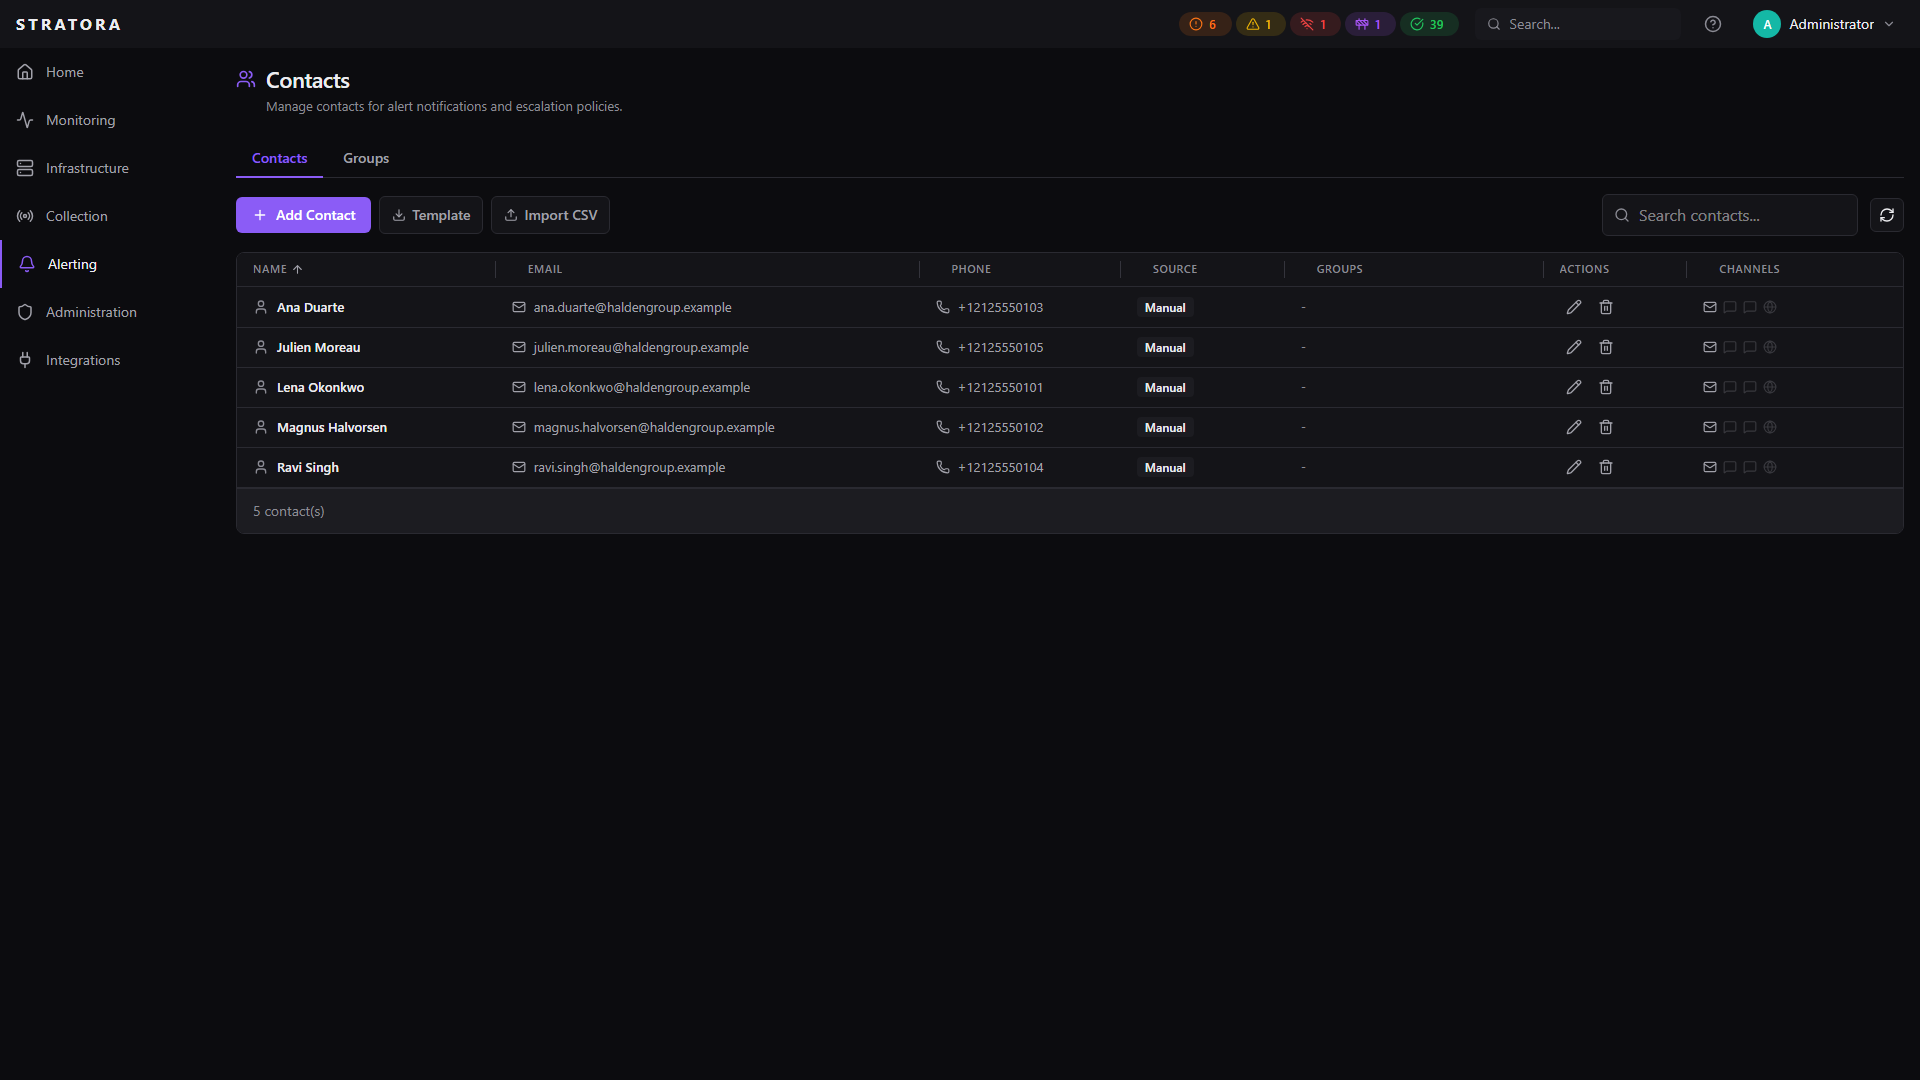 STRATORA
6
1
1
1
39
Search...
A
Administrator
Home
Monitoring
Infrastructure
Collection
Alerting
Administration
Integrations
Contacts
Manage contacts for alert notifications and escalation policies.
Contacts
Groups
Add Contact
Template
Import CSV
Search contacts...
NAME EMAIL PHONE SOURCE GROUPS ACTIONS CHANNELS
Ana Duarte ana.duarte@haldengroup.example +12125550103 Manual -
Julien Moreau julien.moreau@haldengroup.example +12125550105 Manual -
Lena Okonkwo lena.okonkwo@haldengroup.example +12125550101 Manual -
Magnus Halvorsen magnus.halvorsen@haldengroup.example +12125550102 Manual -
Ravi Singh ravi.singh@haldengroup.example +12125550104 Manual -
5 contact(s)